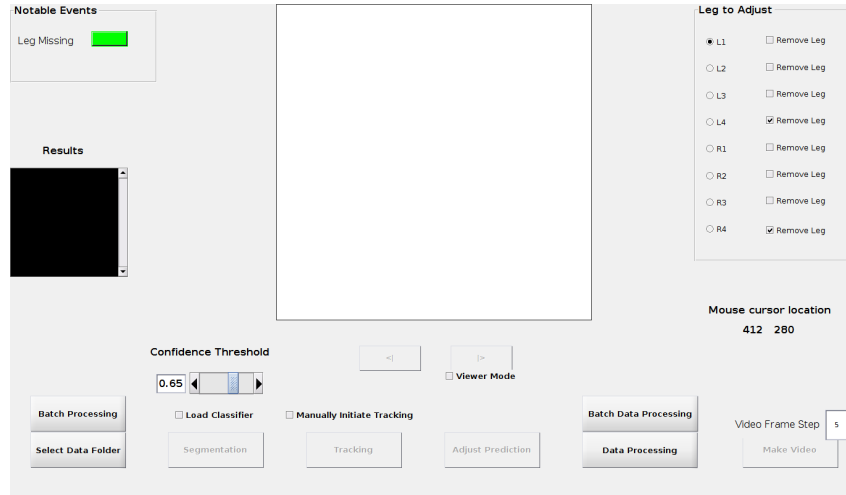 Notable Events
Leg Missing
Leg to Adjust
L1 Remove Leg
L2 Remove Leg
L3 Remove Leg
L4 Remove Leg
R1 Remove Leg
R2 Remove Leg
R3 Remove Leg
R4 Remove Leg
Results
Mouse cursor location
412 280
Confidence Threshold
<| |>
Viewer Mode
0.65
Batch Processing
Load Classifier
Manually Initiate Tracking
Batch Data Processing
Video Frame Step 5
Select Data Folder
Segmentation
Tracking
Adjust Prediction
Data Processing
Make Video